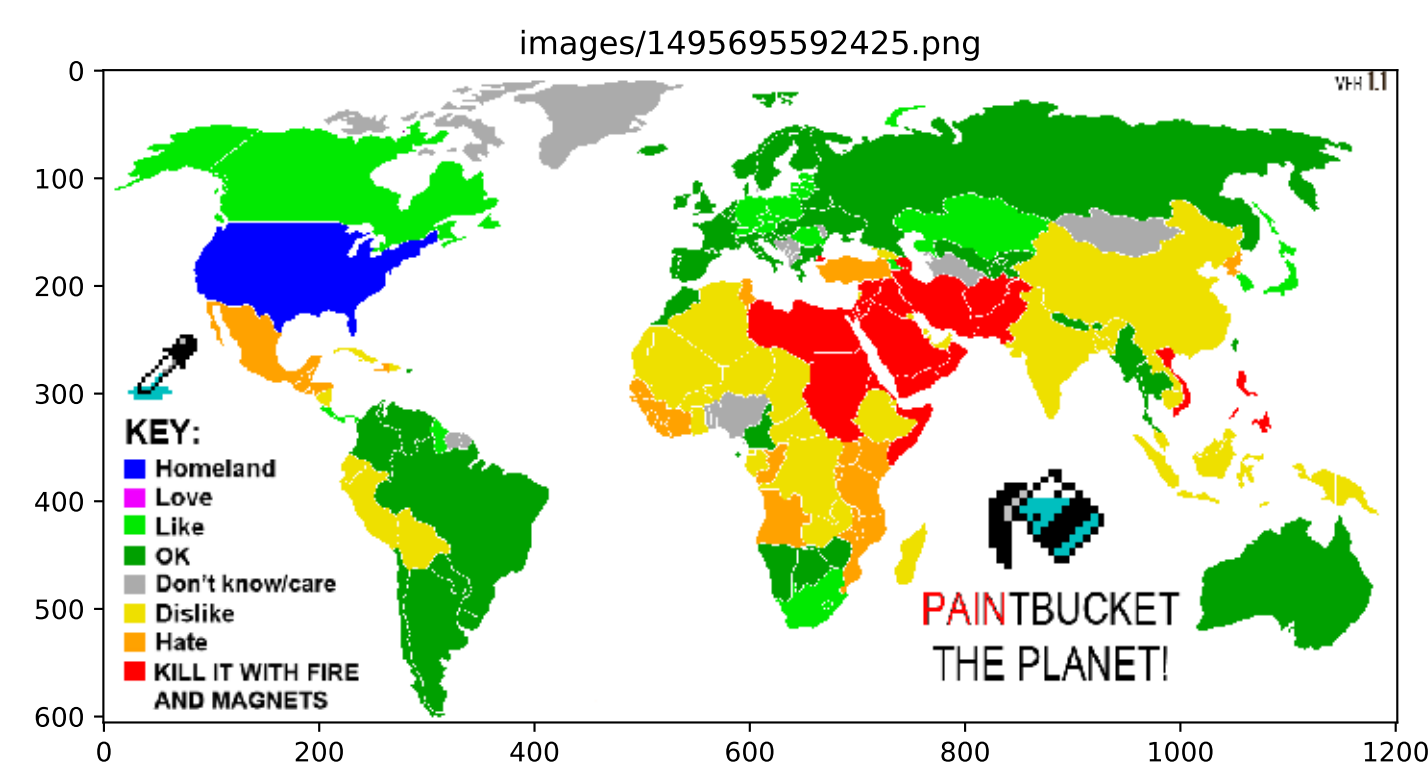 images/1495695592425.png
VER 1.1
0
100
200
300
400
500
600
KEY:
Homeland
Love
Like
OK
Don't know/care
Dislike
Hate
KILL IT WITH FIRE
AND MAGNETS
PAINTBUCKET
THE PLANET!
0
200
400
600
800
1000
1200